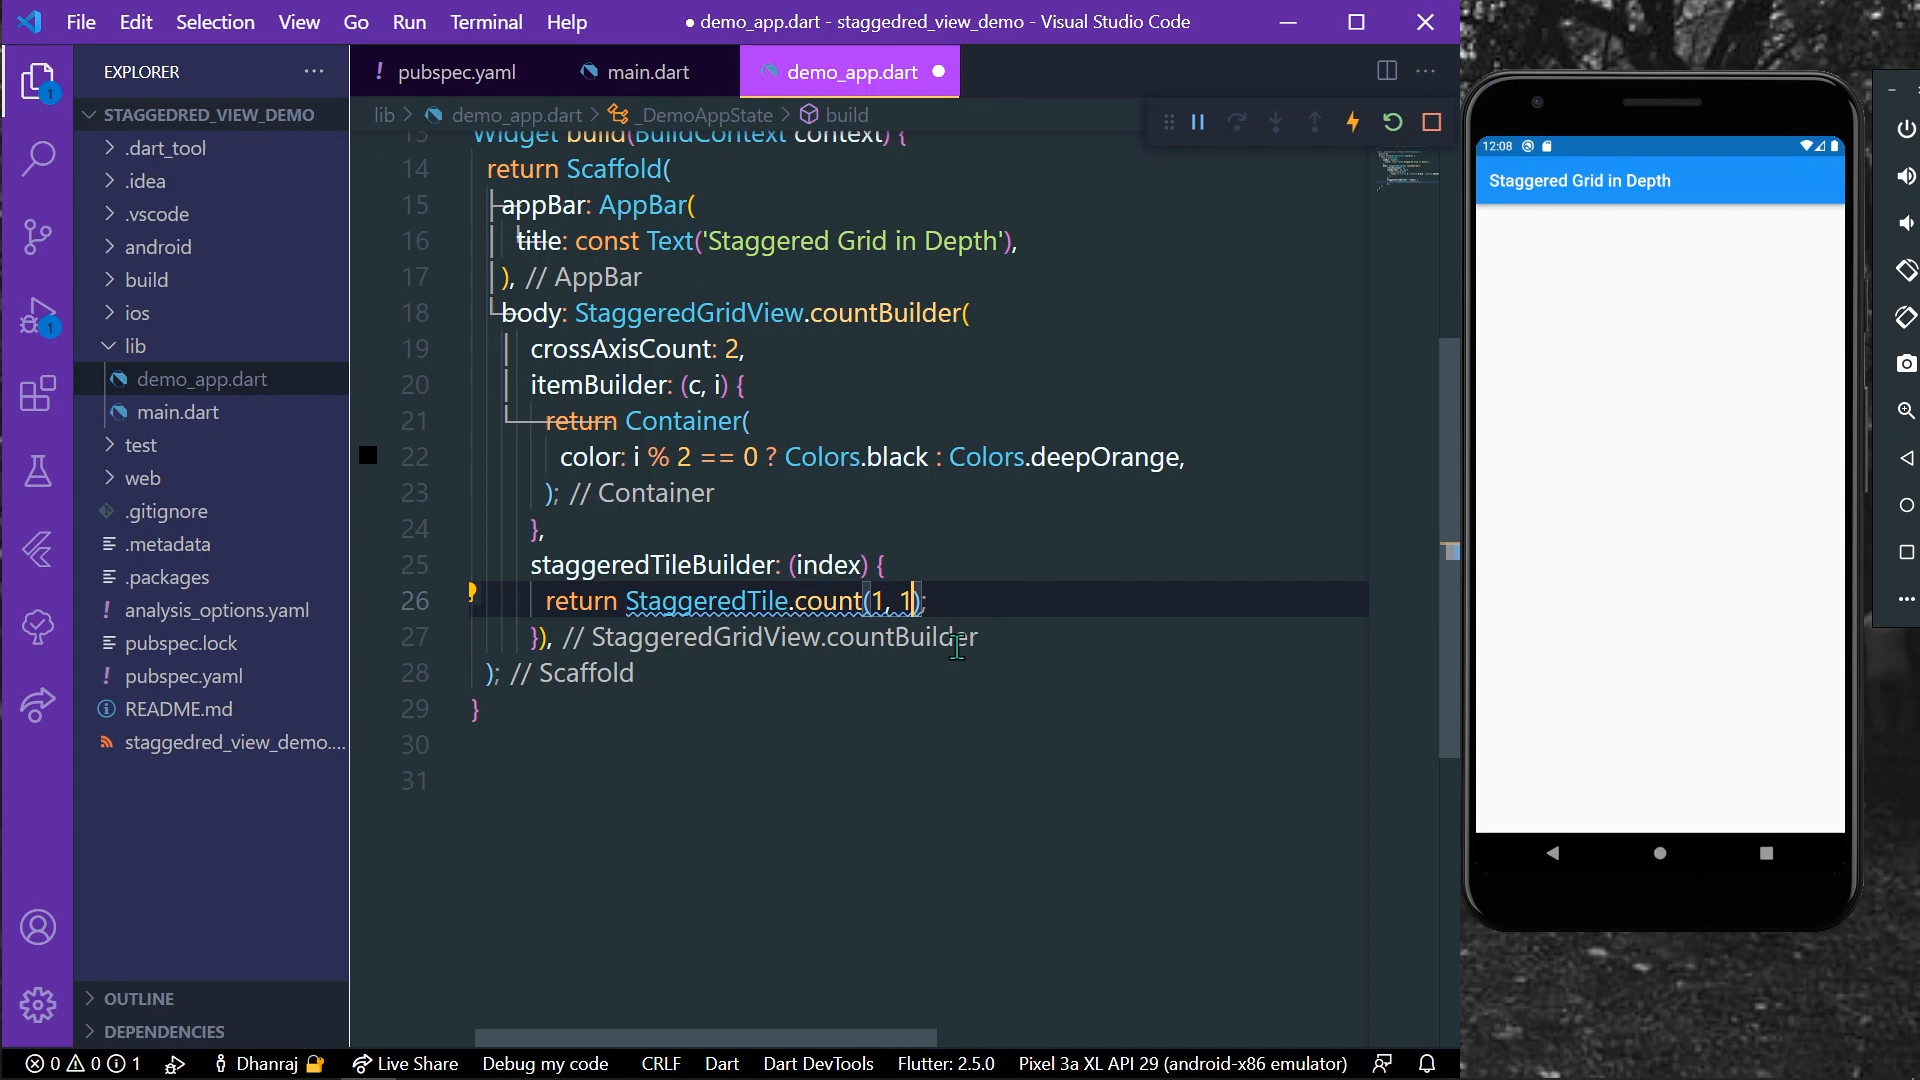 File Edit Selection View Go Run Terminal Help
● demo_app.dart - staggedred_view_demo - Visual Studio Code
EXPLORER
STAGGEDRED_VIEW_DEMO
.dart_tool
.idea
.vscode
android
build
ios
lib
demo_app.dart
main.dart
test
web
.gitignore
.metadata
.packages
analysis_options.yaml
pubspec.lock
pubspec.yaml
README.md
staggedred_view_demo....
OUTLINE
DEPENDENCIES
1
1
! pubspec.yaml
main.dart
demo_app.dart
lib > demo_app.dart > _DemoAppState > build
13 Widget build(BuildContext context) {
14 return Scaffold(
15 appBar: AppBar(
16 title: const Text('Staggered Grid in Depth'),
17 ), // AppBar
18 body: StaggeredGridView.countBuilder(
19 crossAxisCount: 2,
20 itemBuilder: (c, i) {
21 return Container(
22 color: i % 2 == 0 ? Colors.black : Colors.deepOrange,
23 ); // Container
24 },
25 staggeredTileBuilder: (index) {
26 return StaggeredTile.count(1, 1);
27 }), // StaggeredGridView.countBuilder
28 ); // Scaffold
29 }
30
31
12:08
Staggered Grid in Depth
0 0 1 Dhanraj Live Share Debug my code CRLF Dart Dart DevTools Flutter: 2.5.0 Pixel 3a XL API 29 (android-x86 emulator)